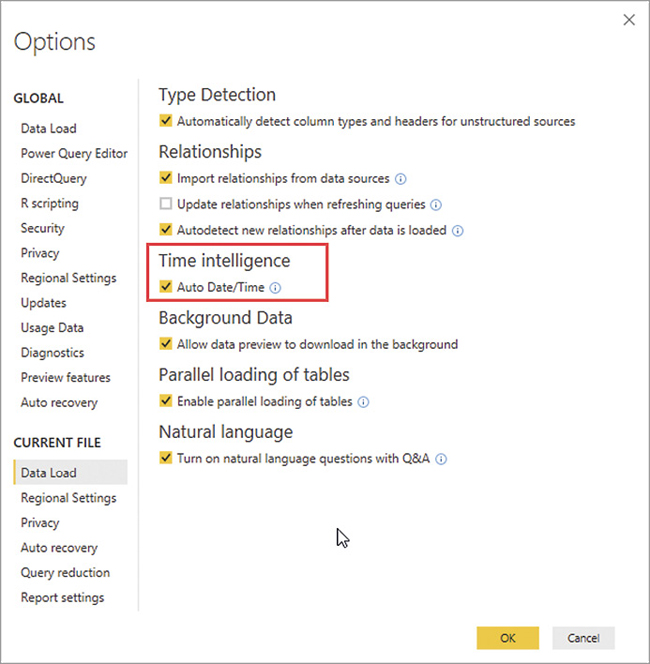 Options
GLOBAL
Data Load
Power Query Editor
DirectQuery
R scripting
Security
Privacy
Regional Settings
Updates
Usage Data
Diagnostics
Preview features
Auto recovery
CURRENT FILE
Data Load
Regional Settings
Privacy
Auto recovery
Query reduction
Report settings
Type Detection
Automatically detect column types and headers for unstructured sources
Relationships
Import relationships from data sources
Update relationships when refreshing queries
Autodetect new relationships after data is loaded
Time intelligence
Auto Date/Time
Background Data
Allow data preview to download in the background
Parallel loading of tables
Enable parallel loading of tables
Natural language
Turn on natural language questions with Q&A
OK
Cancel